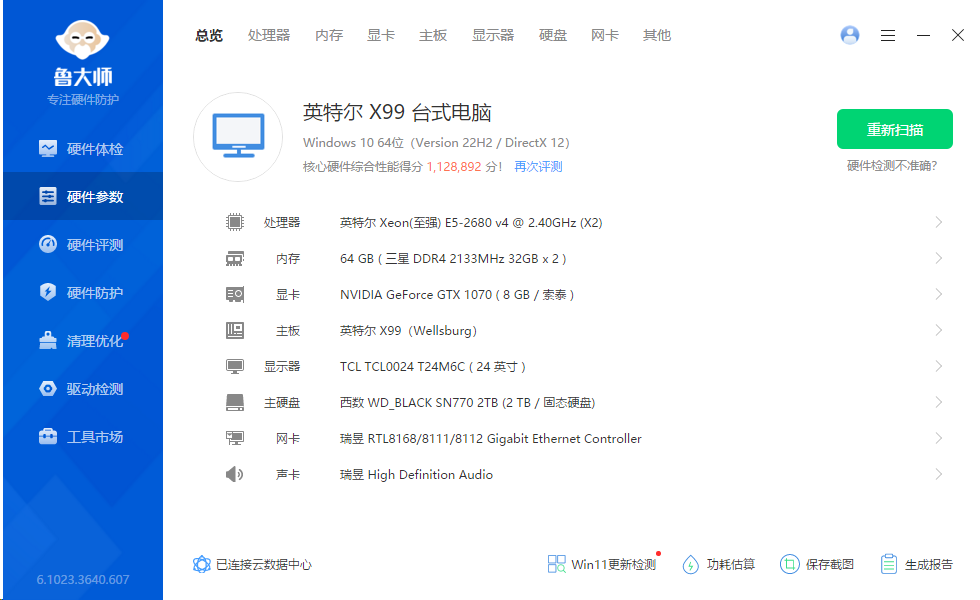 鲁大师
专注硬件防护
硬件体检
硬件参数
硬件评测
硬件防护
清理优化
驱动检测
工具市场
6.1023.3640.607
总览 处理器 内存 显卡 主板 显示器 硬盘 网卡 其他
英特尔 X99 台式电脑
Windows 10 64位（Version 22H2 / DirectX 12）
核心硬件综合性能得分 1,128,892 分！ 再次评测
重新扫描
硬件检测不准确?
处理器 英特尔 Xeon(至强) E5-2680 v4 @ 2.40GHz (X2)
内存 64 GB ( 三星 DDR4 2133MHz 32GB x 2 )
显卡 NVIDIA GeForce GTX 1070 ( 8 GB / 索泰 )
主板 英特尔 X99（Wellsburg）
显示器 TCL TCL0024 T24M6C ( 24 英寸 )
主硬盘 西数 WD_BLACK SN770 2TB (2 TB / 固态硬盘)
网卡 瑞昱 RTL8168/8111/8112 Gigabit Ethernet Controller
声卡 瑞昱 High Definition Audio
已连接云数据中心 Win11更新检测 功耗估算 保存截图 生成报告